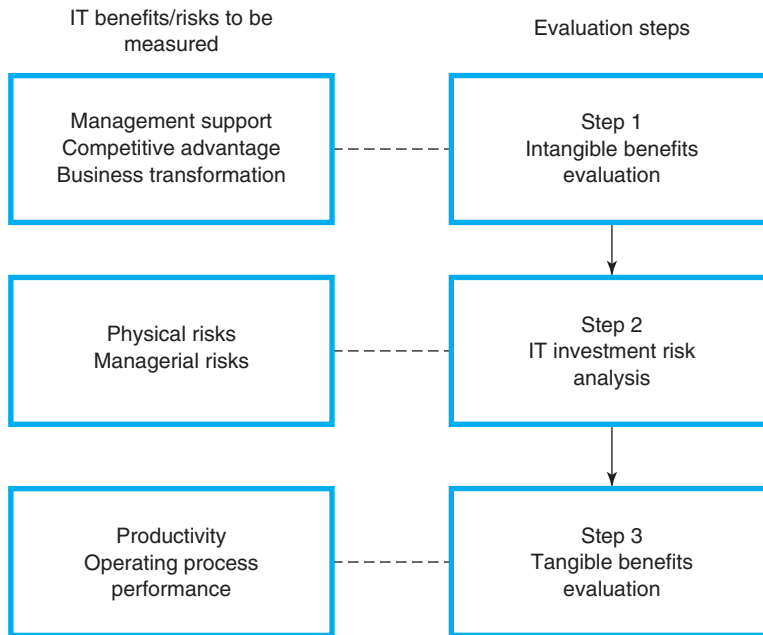 IT benefits/risks to be
measured
Evaluation steps
Management support
Competitive advantage
Business transformation
Step 1
Intangible benefits
evaluation
Physical risks
Managerial risks
Step 2
IT investment risk
analysis
Productivity
Operating process
performance
Step 3
Tangible benefits
evaluation